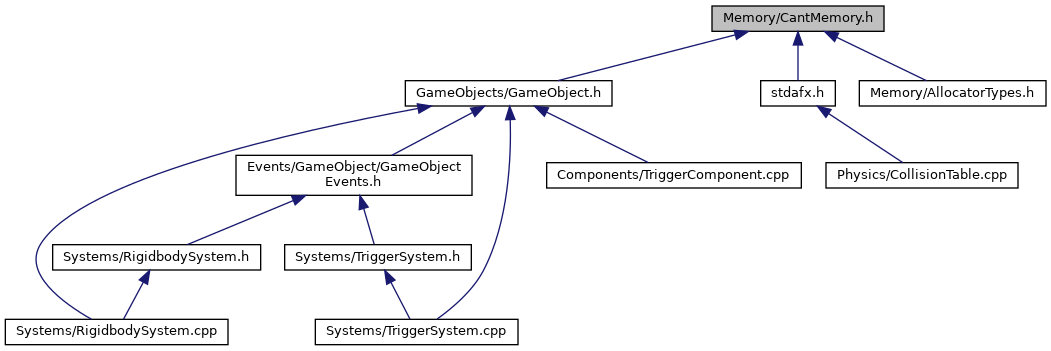 Memory/CantMemory.h
GameObjects/GameObject.h
stdafx.h
Memory/AllocatorTypes.h
Events/GameObject/GameObject
Events.h
Components/TriggerComponent.cpp
Physics/CollisionTable.cpp
Systems/RigidbodySystem.h
Systems/TriggerSystem.h
Systems/RigidbodySystem.cpp
Systems/TriggerSystem.cpp